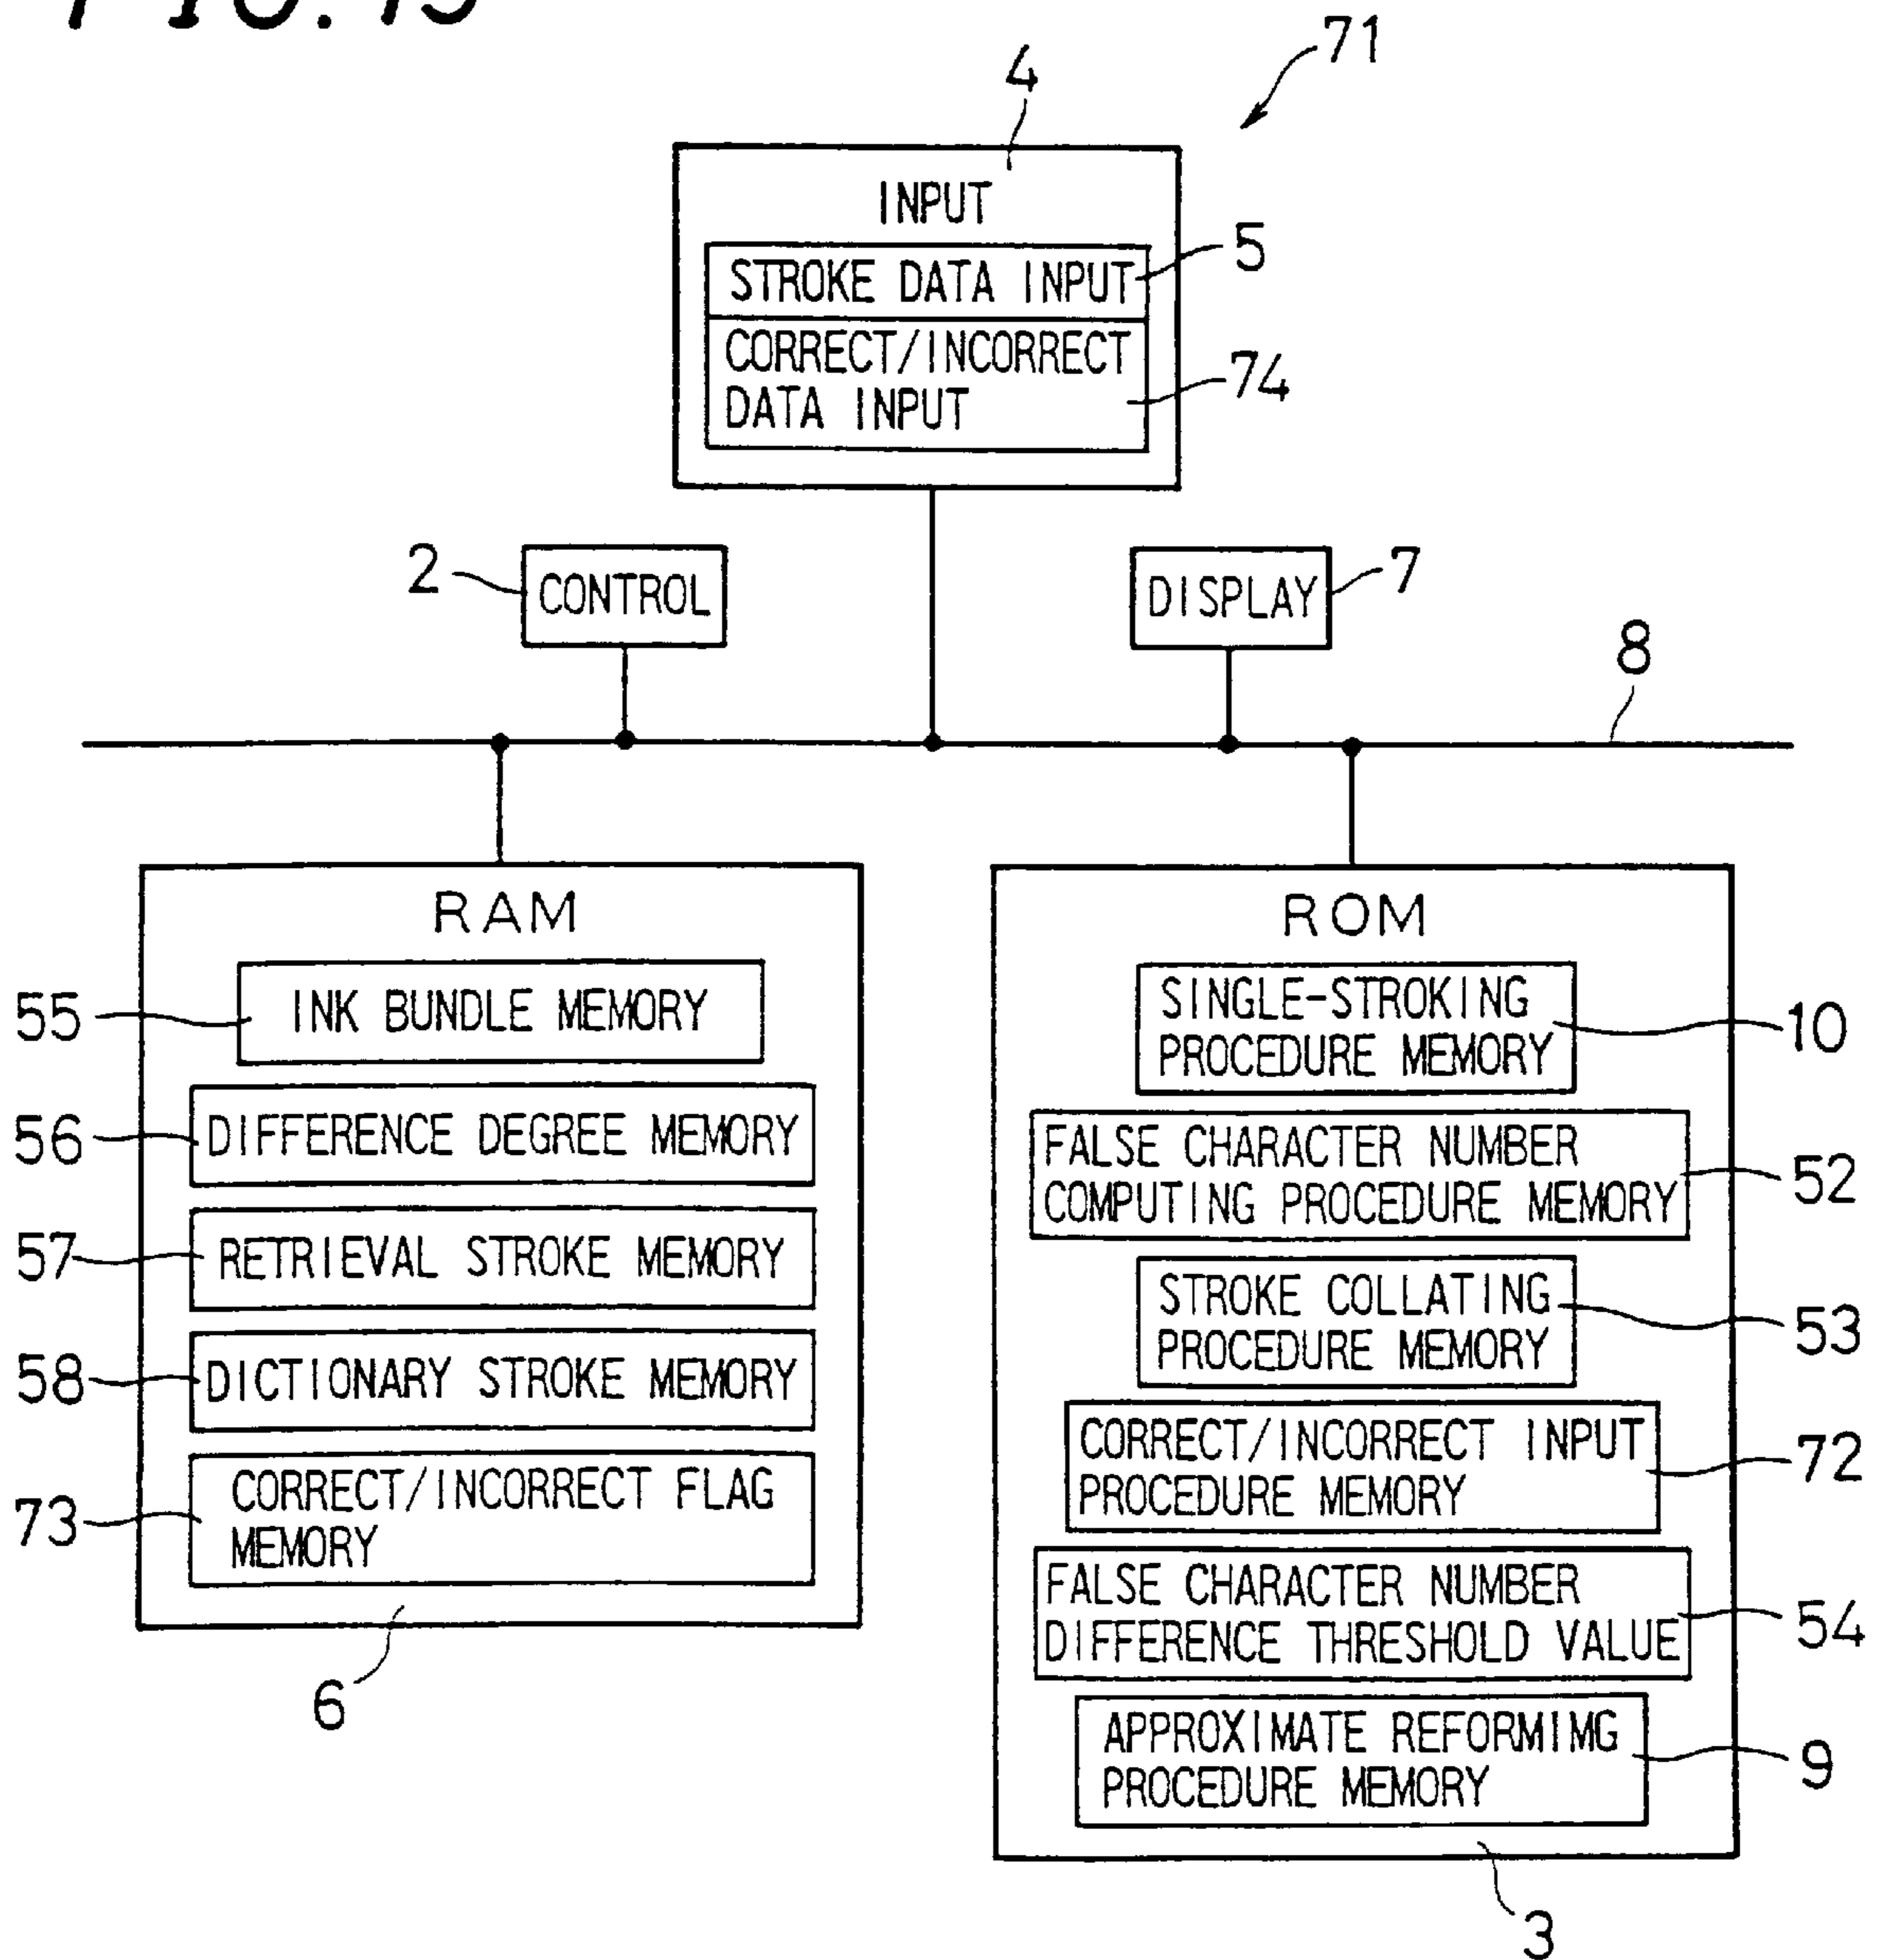 71
4
INPUT
STROKE DATA INPUT
5
CORRECT/INCORRECT
DATA INPUT
74
2
CONTROL
DISPLAY
7
8
RAM
55
INK BUNDLE MEMORY
56
DIFFERENCE DEGREE MEMORY
57
RETRIEVAL STROKE MEMORY
58
DICTIONARY STROKE MEMORY
73
CORRECT/INCORRECT FLAG
MEMORY
6
ROM
SINGLE-STROKING
PROCEDURE MEMORY
10
FALSE CHARACTER NUMBER
COMPUTING PROCEDURE MEMORY
52
STROKE COLLATING
PROCEDURE MEMORY
53
CORRECT/INCORRECT INPUT
PROCEDURE MEMORY
72
FALSE CHARACTER NUMBER
DIFFERENCE THRESHOLD VALUE
54
APPROXIMATE REFORMIMG
PROCEDURE MEMORY
9
3